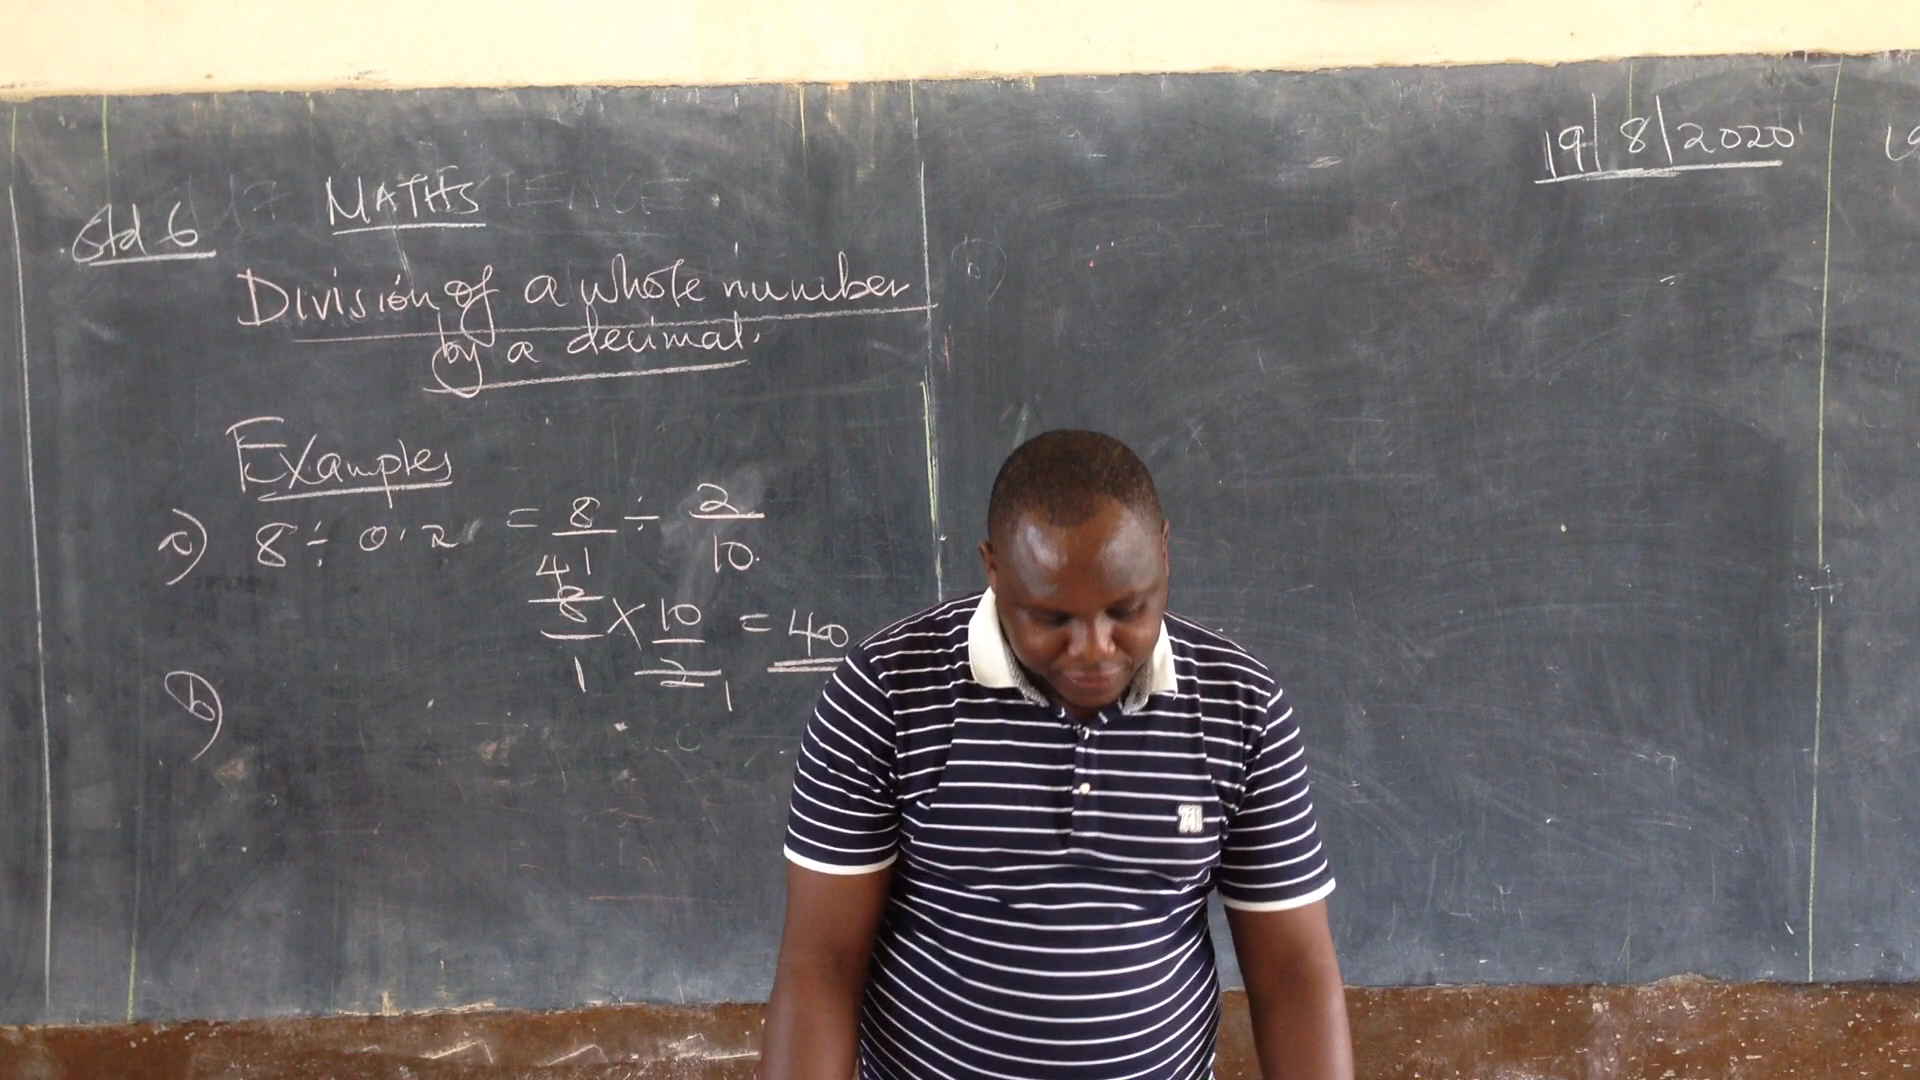 19/8/2020
Std 6 MATHS
Division of a whole number
by a decimal.
Examples
a) 8 ÷ 0.2 = 8/1 ÷ 2/10
4
8/1 × 10/2 = 40
1
b)